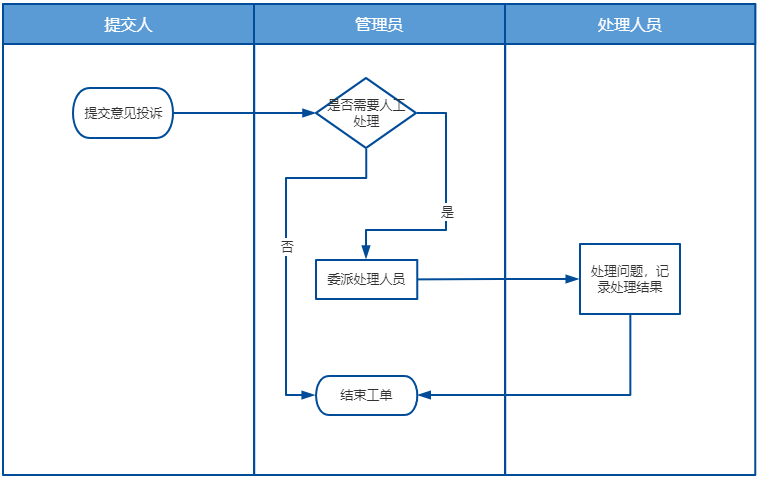 提交人
管理员
处理人员
提交意见投诉
是否需要人工
处理
是
否
委派处理人员
处理问题，记
录处理结果
结束工单